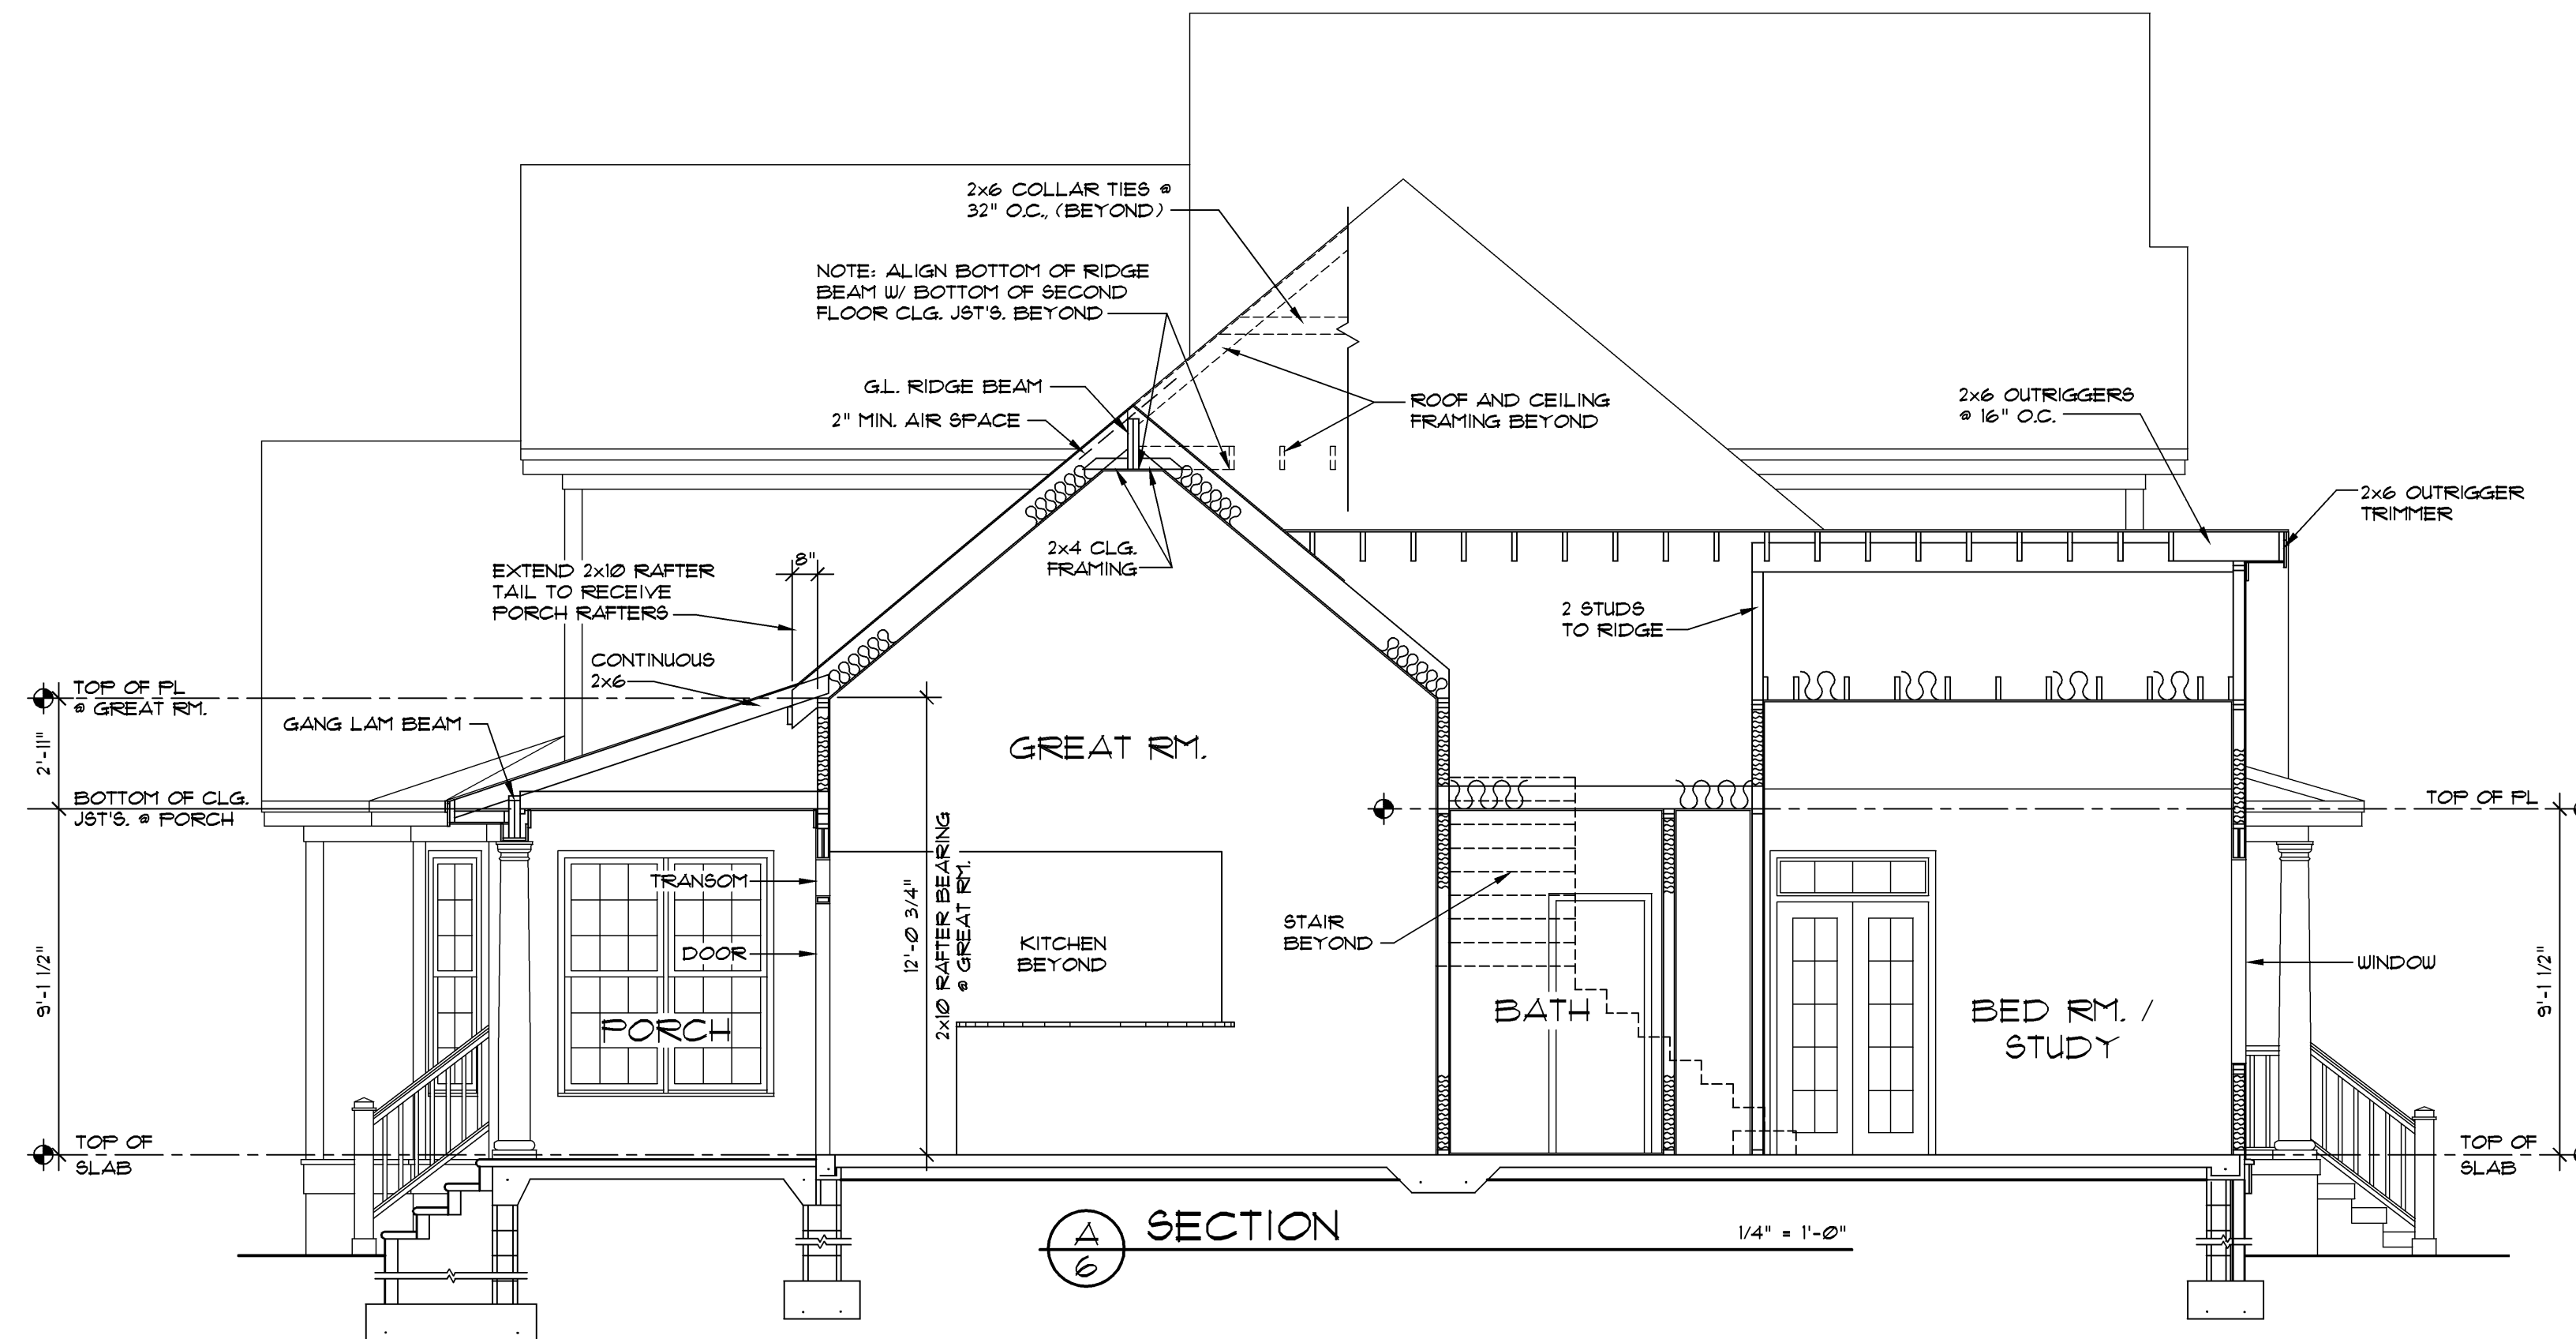 2x6 COLLAR TIES @
32" O.C., (BEYOND)
NOTE: ALIGN BOTTOM OF RIDGE
BEAM W/ BOTTOM OF SECOND
FLOOR CLG. JST'S. BEYOND
G.L. RIDGE BEAM
2" MIN. AIR SPACE
ROOF AND CEILING
FRAMING BEYOND
2x6 OUTRIGGERS
@ 16" O.C.
2x6 OUTRIGGER
TRIMMER
2x4 CLG.
FRAMING
8"
EXTEND 2x10 RAFTER
TAIL TO RECEIVE
PORCH RAFTERS
2 STUDS
TO RIDGE
CONTINUOUS
2x6
TOP OF PL
@ GREAT RM.
GANG LAM BEAM
2'-11"
GREAT RM.
BOTTOM OF CLG.
JST'S. @ PORCH
TOP OF PL
TRANSOM
DOOR
12'-0 3/4"
2x10 RAFTER BEARING
@ GREAT RM.
KITCHEN
BEYOND
STAIR
BEYOND
WINDOW
9'-1 1/2"
9'-1 1/2"
PORCH
BATH
BED RM. /
STUDY
TOP OF
SLAB
TOP OF
SLAB
A
6
SECTION
1/4" = 1'-0"